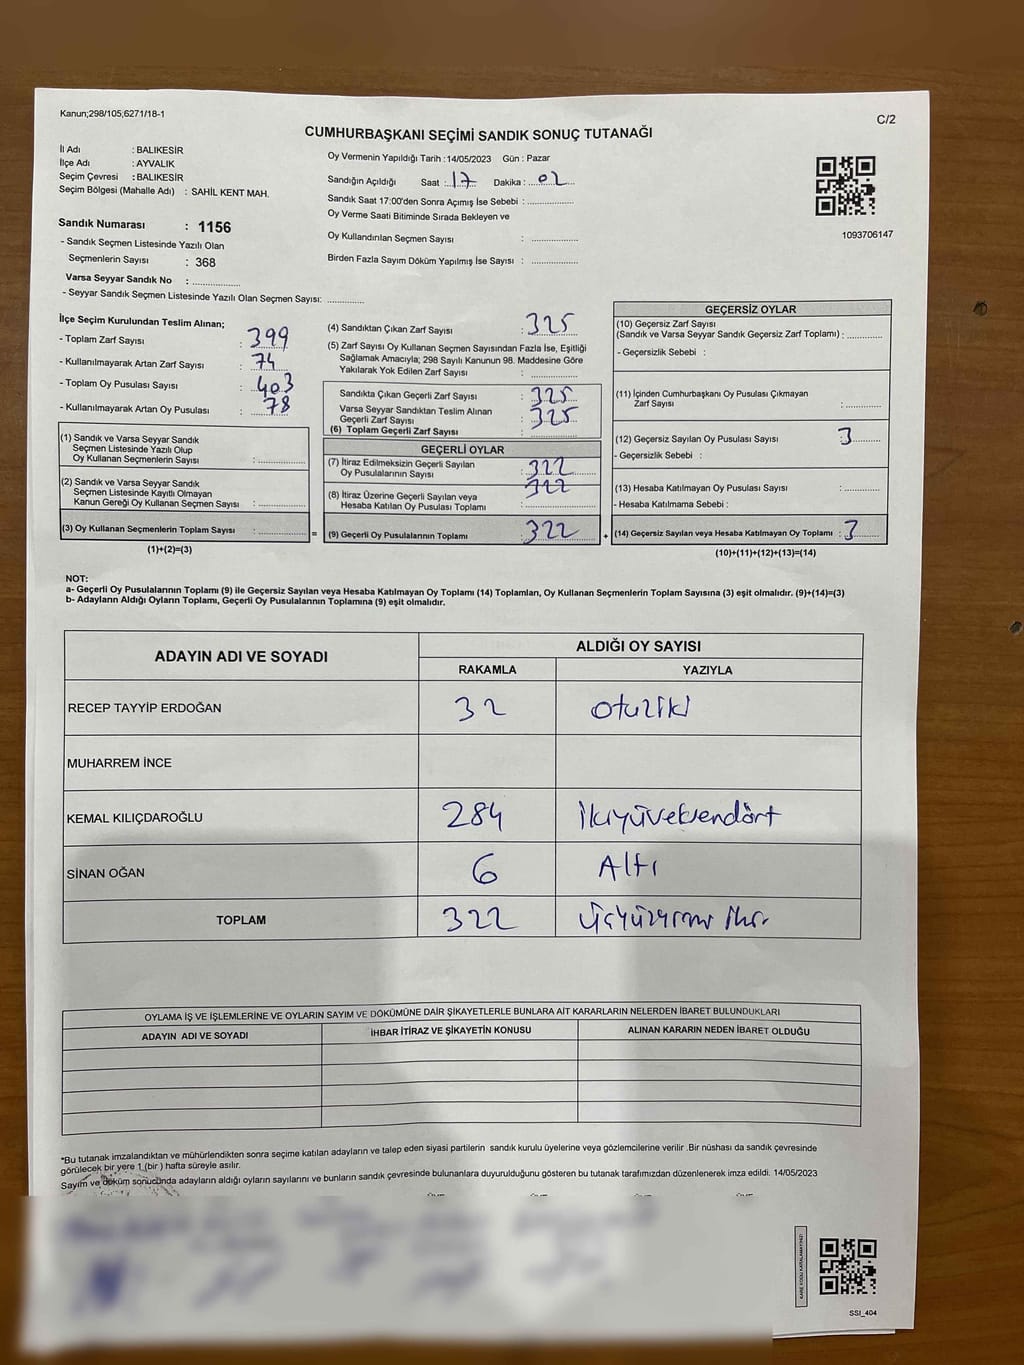 Kanun;298/105;6271/18-1
C/2
CUMHURBAŞKANI SEÇİMİ SANDIK SONUÇ TUTANAĞI
İl Adı : BALIKESİR
İlçe Adı : AYVALIK
Seçim Çevresi : BALIKESİR
Seçim Bölgesi (Mahalle Adı) : SAHİL KENT MAH.
Sandık Numarası : 1156
- Sandık Seçmen Listesinde Yazılı Olan
Seçmenlerin Sayısı : 368
Varsa Seyyar Sandık No : ..............
- Seyyar Sandık Seçmen Listesinde Yazılı Olan Seçmen Sayısı: ............
Oy Vermenin Yapıldığı Tarih :14/05/2023 Gün : Pazar
Sandığın Açıldığı Saat : 17 Dakika : 02
Sandık Saat 17:00'den Sonra Açımış İse Sebebi : ..............
Oy Verme Saati Bitiminde Sırada Bekleyen ve
Oy Kullandırılan Seçmen Sayısı : ..............
Birden Fazla Sayım Döküm Yapılmış İse Sayısı : ..............
1093706147
İlçe Seçim Kurulundan Teslim Alınan;
- Toplam Zarf Sayısı : 399
- Kullanılmayarak Artan Zarf Sayısı : 74
- Toplam Oy Pusulası Sayısı : 403
- Kullanılmayarak Artan Oy Pusulası : 78
(1) Sandık ve Varsa Seyyar Sandık
Seçmen Listesinde Yazılı Olup
Oy Kullanan Seçmenlerin Sayısı : ..............
(2) Sandık ve Varsa Seyyar Sandık
Seçmen Listesinde Kayıtlı Olmayan
Kanun Gereği Oy Kullanan Seçmen Sayısı : ..............
(3) Oy Kullanan Seçmenlerin Toplam Sayısı : ..............
(1)+(2)=(3)
(4) Sandıktan Çıkan Zarf Sayısı : 325
(5) Zarf Sayısı Oy Kullanan Seçmen Sayısından Fazla İse, Eşitliği
Sağlamak Amacıyla; 298 Sayılı Kanunun 98. Maddesine Göre
Yakılarak Yok Edilen Zarf Sayısı : ..............
Sandıkta Çıkan Geçerli Zarf Sayısı : 325
Varsa Seyyar Sandıktan Teslim Alınan
Geçerli Zarf Sayısı : 325
(6) Toplam Geçerli Zarf Sayısı : ..............
GEÇERLİ OYLAR
(7) İtiraz Edilmeksizin Geçerli Sayılan
Oy Pusulalarının Sayısı : 322
(8) İtiraz Üzerine Geçerli Sayılan veya
Hesaba Katılan Oy Pusulası Toplamı : 322
= (9) Geçerli Oy Pusulalarının Toplamı : 322
GEÇERSİZ OYLAR
(10) Geçersiz Zarf Sayısı
(Sandık ve Varsa Seyyar Sandık Geçersiz Zarf Toplamı) : ..........
- Geçersizlik Sebebi :
(11) İçinden Cumhurbaşkanı Oy Pusulası Çıkmayan
Zarf Sayısı : ..........
(12) Geçersiz Sayılan Oy Pusulası Sayısı : 3
- Geçersizlik Sebebi :
(13) Hesaba Katılmayan Oy Pusulası Sayısı : ..........
- Hesaba Katılmama Sebebi :
+ (14) Geçersiz Sayılan veya Hesaba Katılmayan Oy Toplamı : 3
(10)+(11)+(12)+(13)=(14)
NOT:
a- Geçerli Oy Pusulalarının Toplamı (9) ile Geçersiz Sayılan veya Hesaba Katılmayan Oy Toplamı (14) Toplamları, Oy Kullanan Seçmenlerin Toplam Sayısına (3) eşit olmalıdır. (9)+(14)=(3)
b- Adayların Aldığı Oyların Toplamı, Geçerli Oy Pusulalarının Toplamına (9) eşit olmalıdır.
ADAYIN ADI VE SOYADI ALDIĞI OY SAYISI
RAKAMLA YAZIYLA
RECEP TAYYİP ERDOĞAN 32 otuziki
MUHARREM İNCE
KEMAL KILIÇDAROĞLU 284 ikiyüzseksendört
SİNAN OĞAN 6 Altı
TOPLAM 322 üçyüzyirmi iki.
OYLAMA İŞ VE İŞLEMLERİNE VE OYLARIN SAYIM VE DÖKÜMÜNE DAİR ŞİKAYETLERLE BUNLARA AİT KARARLARIN NELERDEN İBARET BULUNDUKLARI
ADAYIN ADI VE SOYADI İHBAR İTİRAZ VE ŞİKAYETİN KONUSU ALINAN KARARIN NEDEN İBARET OLDUĞU
*Bu tutanak imzalandıktan ve mühürlendikten sonra seçime katılan adayların ve talep eden siyasi partilerin sandık kurulu üyelerine veya gözlemcilerine verilir .Bir nüshası da sandık çevresinde
görülecek bir yere 1 (bir ) hafta süreyle asılır.
Sayım ve döküm sonucunda adayların aldığı oyların sayılarını ve bunların sandık çevresinde bulunanlara duyurulduğunu gösteren bu tutanak tarafımızdan düzenlenerek imza edildi. 14/05/2023
KARE KODU KARALAMAYINIZ!
SSI_404